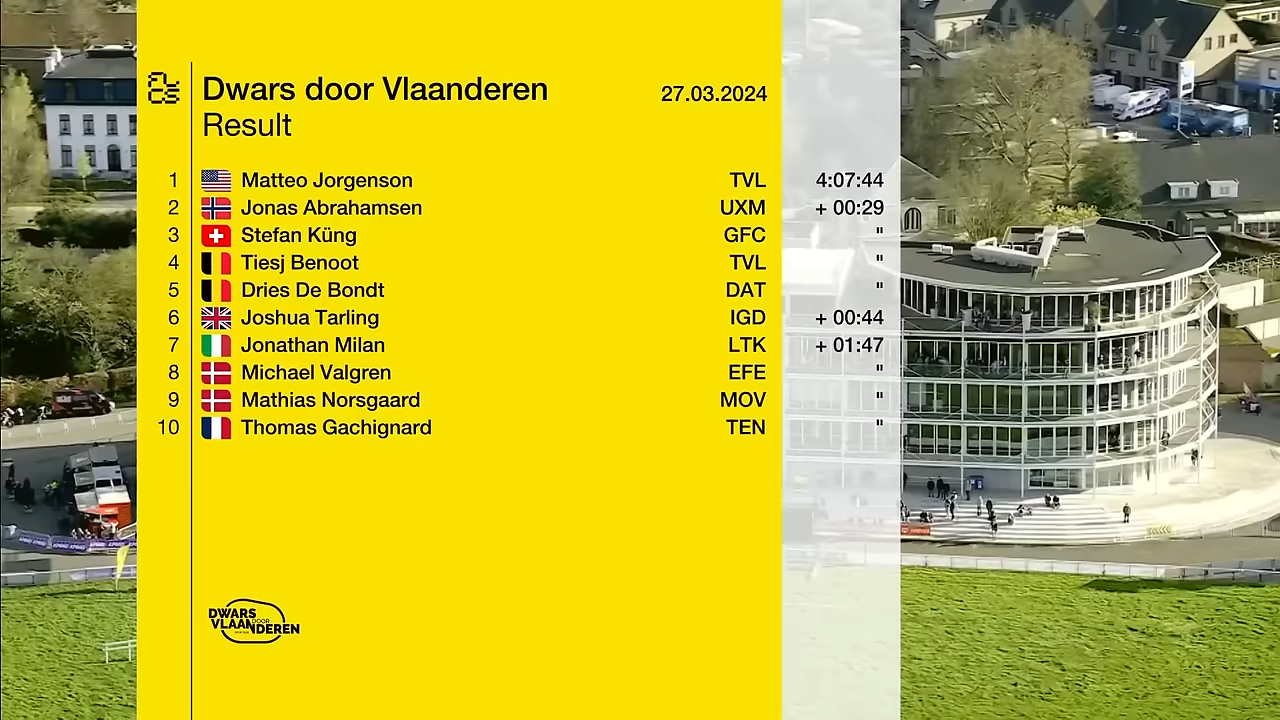 Dwars door Vlaanderen 27.03.2024
Result
1 Matteo Jorgenson TVL 4:07:44
2 Jonas Abrahamsen UXM + 00:29
3 Stefan Küng GFC "
4 Tiesj Benoot TVL "
5 Dries De Bondt DAT "
6 Joshua Tarling IGD + 00:44
7 Jonathan Milan LTK + 01:47
8 Michael Valgren EFE "
9 Mathias Norsgaard MOV "
10 Thomas Gachignard TEN "
DWARS
DOOR
VLAANDEREN